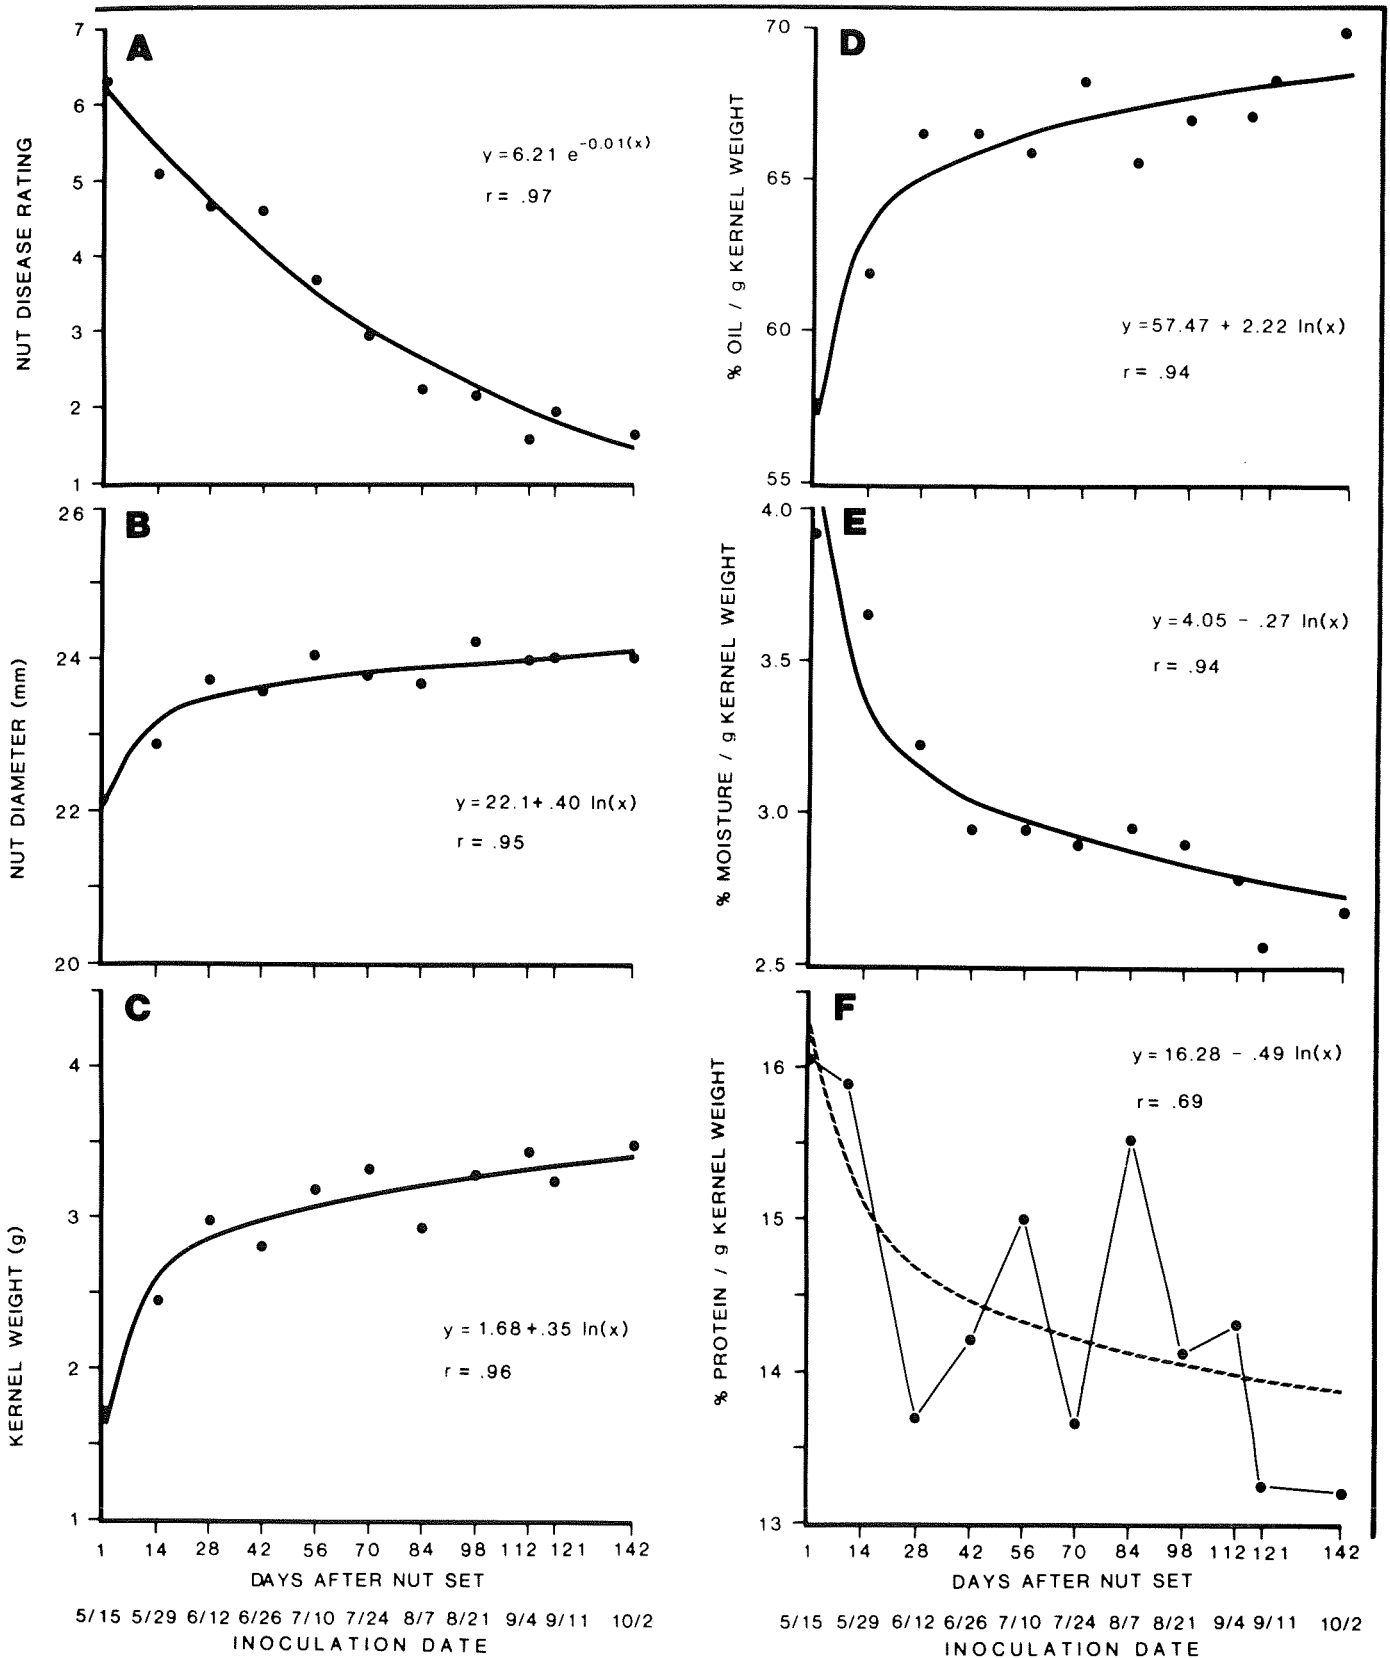 A
7
6
5
4
3
2
1
NUT DISEASE RATING
y=6.21 e^-0.01(x)
r= .97
B
26
24
22
20
NUT DIAMETER (mm)
y=22.1+.40 ln(x)
r= .95
C
4
3
2
1
KERNEL WEIGHT (g)
y=1.68+.35 ln(x)
r= .96
1 14 28 42 56 70 84 98 112 121 142
DAYS AFTER NUT SET
5/15 5/29 6/12 6/26 7/10 7/24 8/7 8/21 9/4 9/11 10/2
INOCULATION DATE
D
70
65
60
55
% OIL / g KERNEL WEIGHT
y=57.47 + 2.22 ln(x)
r= .94
E
4.0
3.5
3.0
2.5
% MOISTURE / g KERNEL WEIGHT
y=4.05 - .27 ln(x)
r= .94
F
16
15
14
13
% PROTEIN / g KERNEL WEIGHT
y=16.28 - .49 ln(x)
r= .69
1 14 28 42 56 70 84 98 112 121 142
DAYS AFTER NUT SET
5/15 5/29 6/12 6/26 7/10 7/24 8/7 8/21 9/4 9/11 10/2
INOCULATION DATE